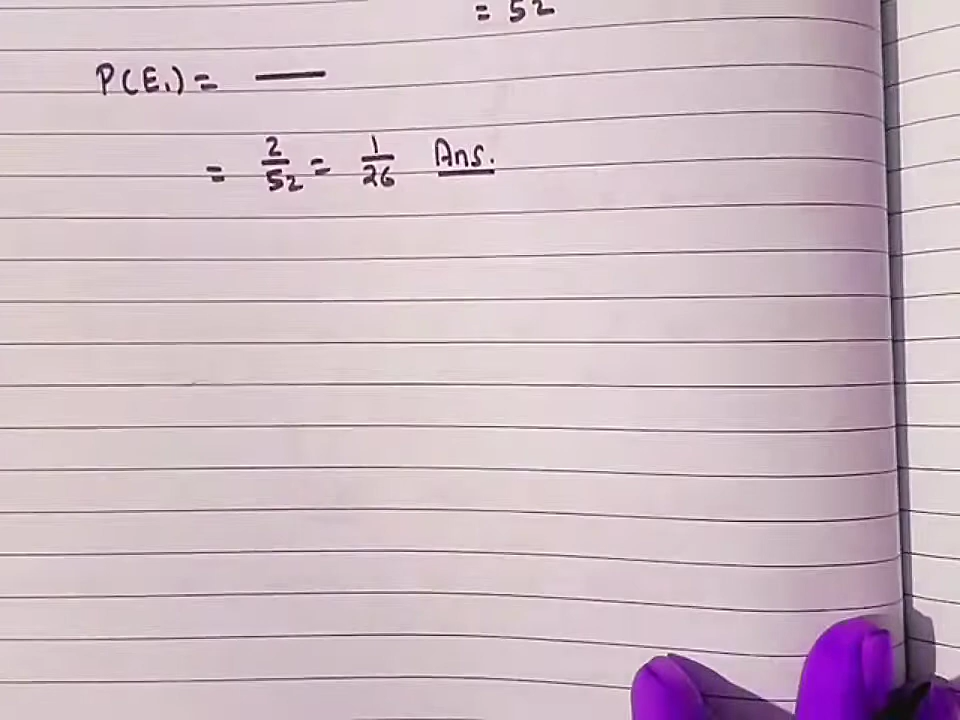 = 52
P(E₁) = —
= 2/52 = 1/26 Ans.